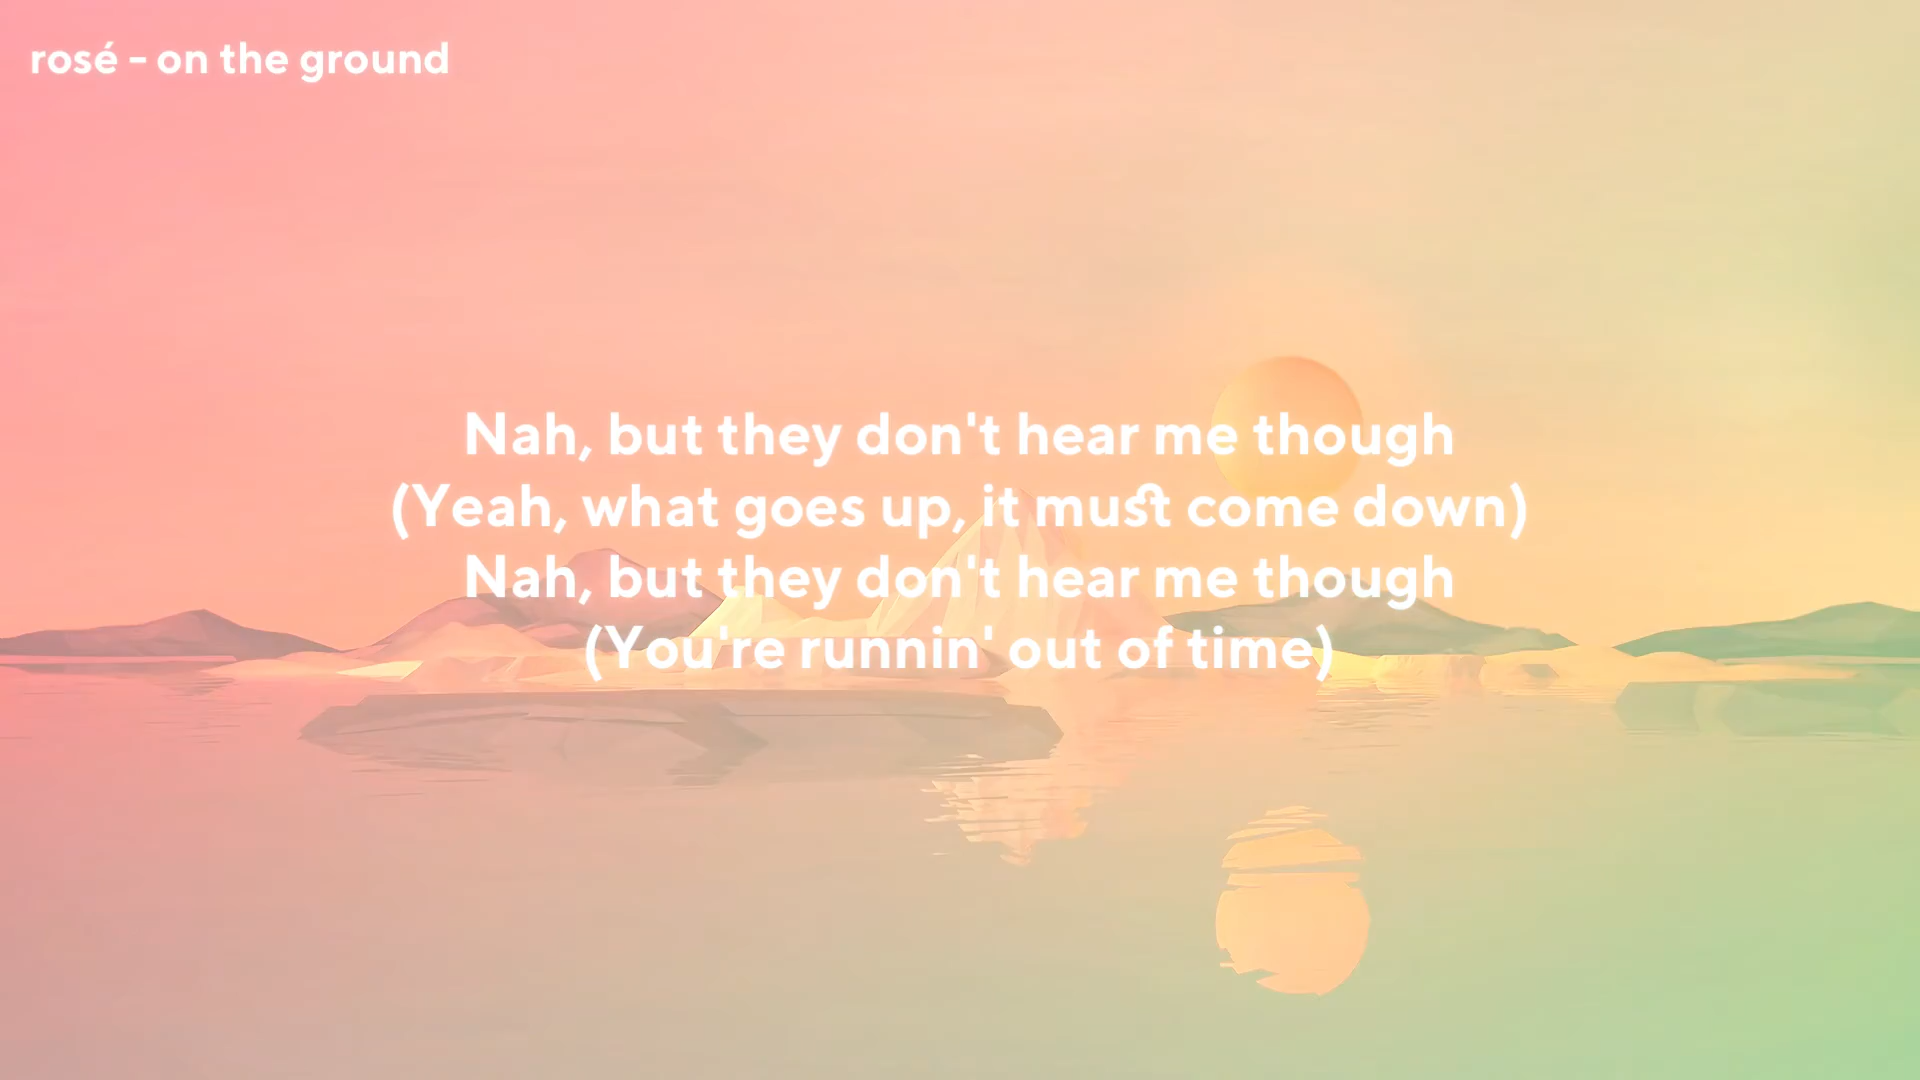 rosé - on the ground
Nah, but they don't hear me though
(Yeah, what goes up, it must come down)
Nah, but they don't hear me though
(You're runnin' out of time)